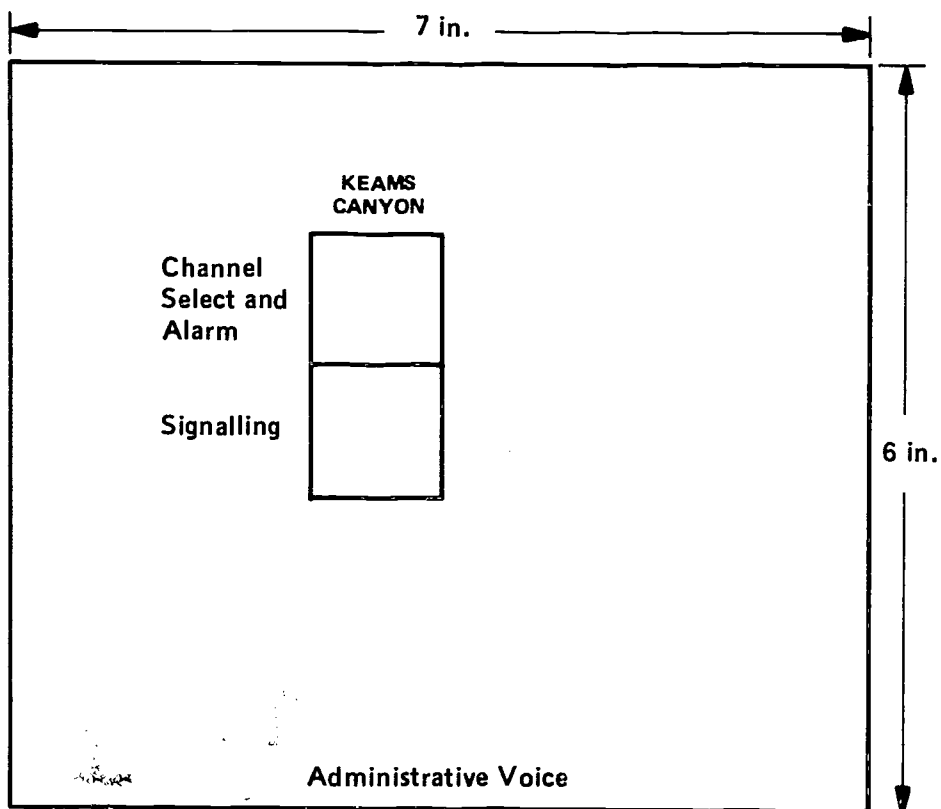 7 in.
KEAMS
CANYON
Channel
Select and
Alarm
Signalling
6 in.
Administrative Voice